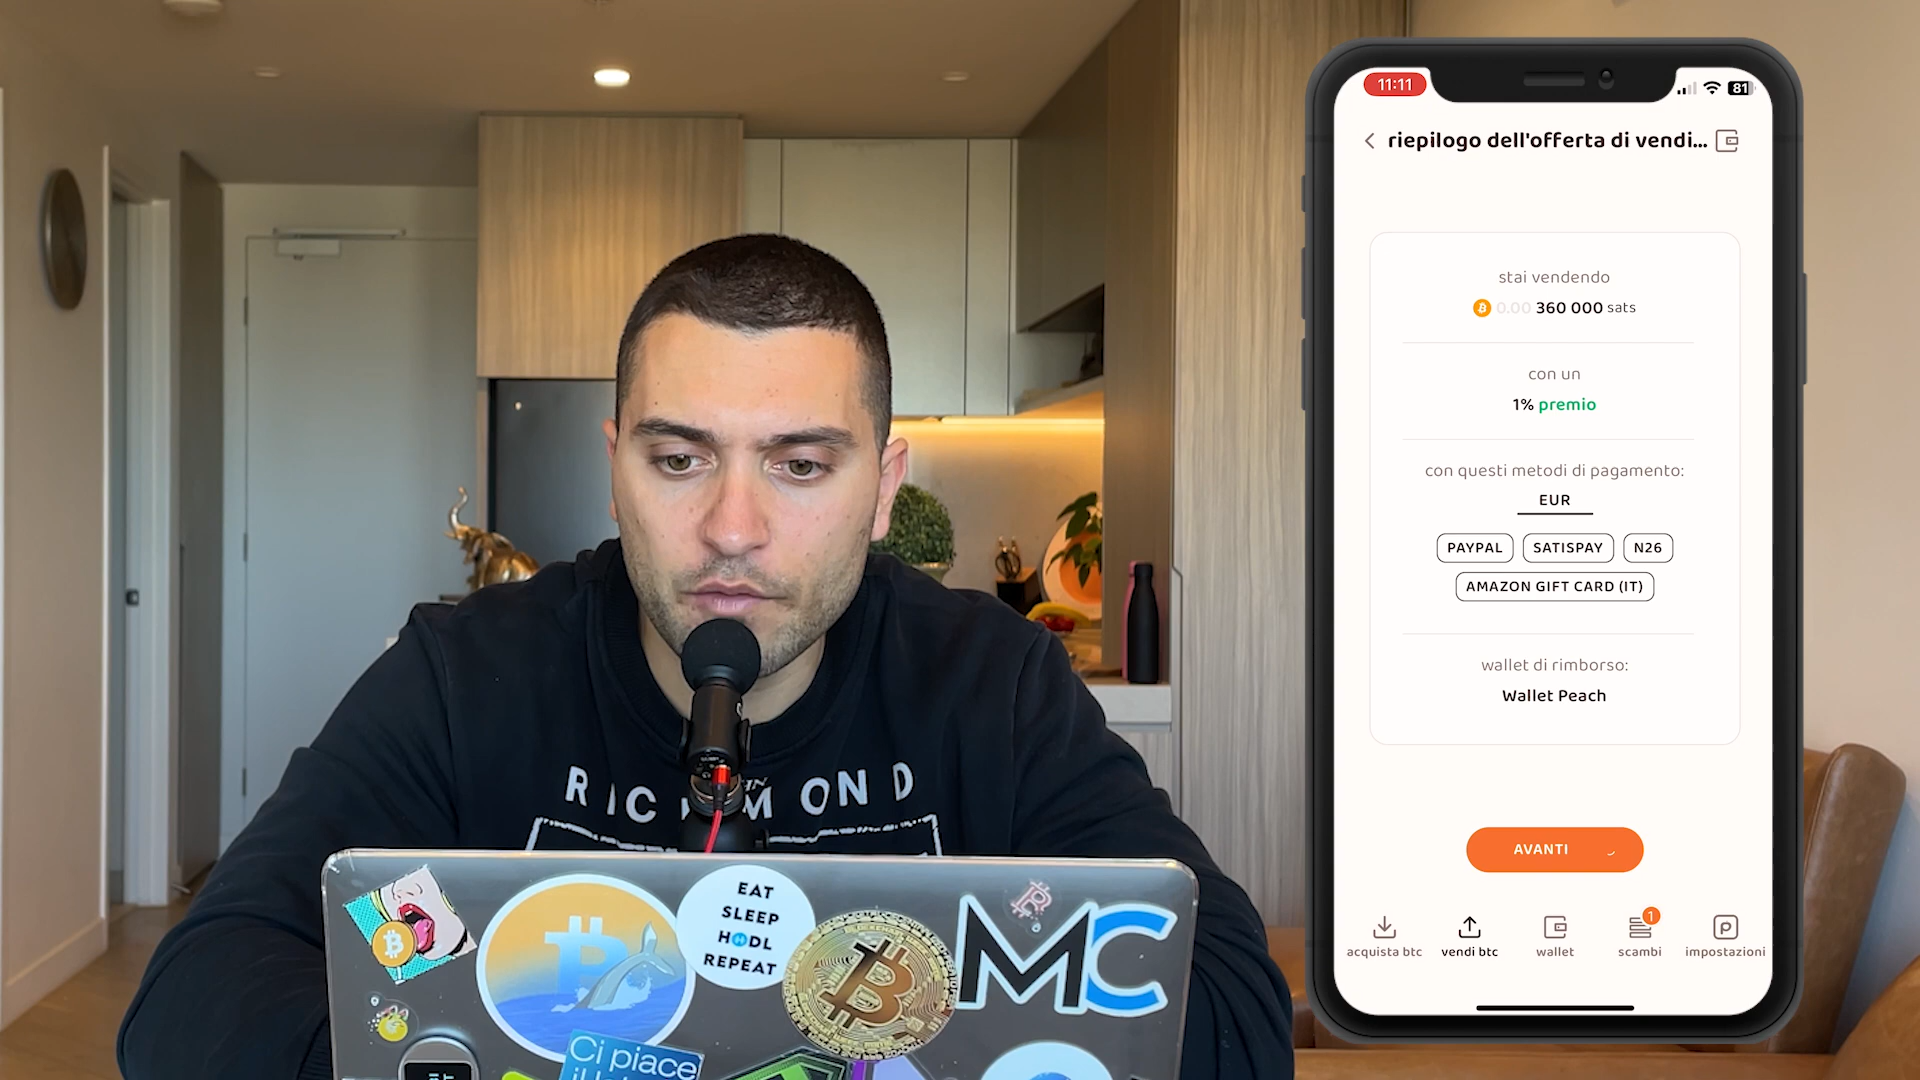 11:11
81
riepilogo dell'offerta di vendi...
stai vendendo
0.00 360 000 sats
con un
1% premio
con questi metodi di pagamento:
EUR
PAYPAL
SATISPAY
N26
AMAZON GIFT CARD (IT)
wallet di rimborso:
Wallet Peach
AVANTI
acquista btc
vendi btc
wallet
1
scambi
impostazioni
EAT
SLEEP
HODL
REPEAT
MC
Ci piace